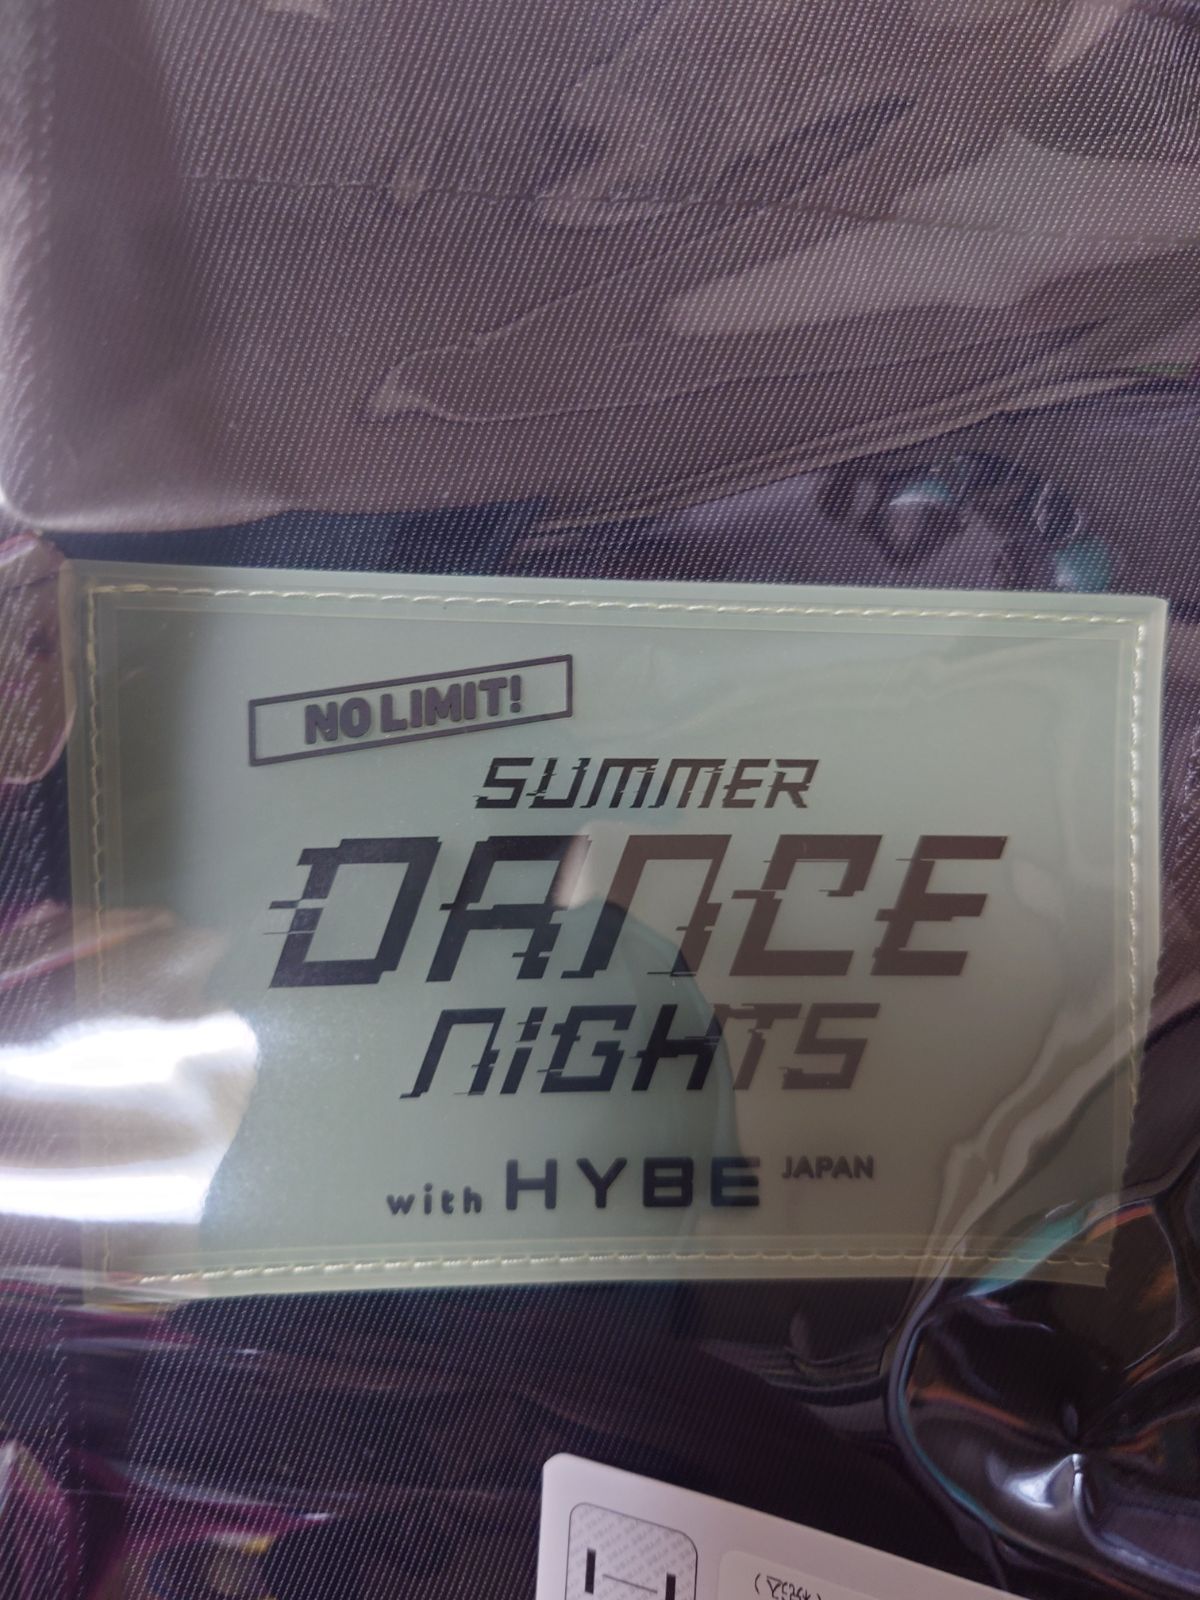 NO LIMIT!
SUMMER
DANCE
NIGHTS
with HYBE JAPAN